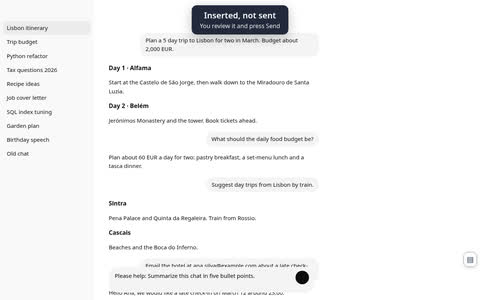 Lisbon itinerary
Trip budget
Python refactor
Tax questions 2026
Recipe ideas
Job cover letter
SQL index tuning
Garden plan
Birthday speech
Old chat
Inserted, not sent
You review it and press Send
Plan a 5 day trip to Lisbon for two in March. Budget about
2,000 EUR.
Day 1 · Alfama
Start at the Castelo de São Jorge, then walk down to the Miradouro de Santa
Luzia.
Day 2 · Belém
Jerónimos Monastery and the tower. Book tickets ahead.
What should the daily food budget be?
Plan about 60 EUR a day for two: pastry breakfast, a set-menu lunch and a
tasca dinner.
Suggest day trips from Lisbon by train.
Sintra
Pena Palace and Quinta da Regaleira. Train from Rossio.
Cascais
Beaches and the Boca do Inferno.
Email the hotel at ana.silva@example.com about a late check-
Please help: Summarize this chat in five bullet points.
Hello Ana, we would like a late check-in on March 12 around 23:00.